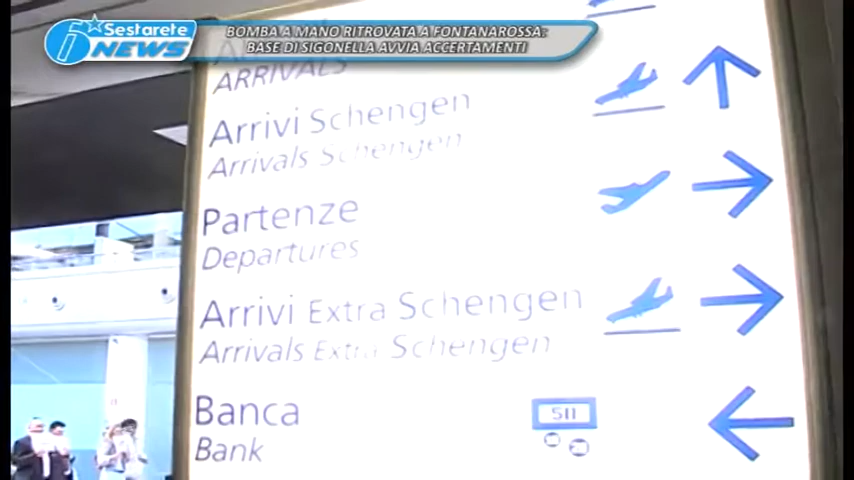 Sestarete
NEWS
BOMBA A MANO RITROVATA A FONTANAROSSA:
BASE DI SIGONELLA AVVIA ACCERTAMENTI
ARRIVALS
Arrivi Schengen
Arrivals Schengen
Partenze
Departures
Arrivi Extra Schengen
Arrivals Extra Schengen
Banca
Bank